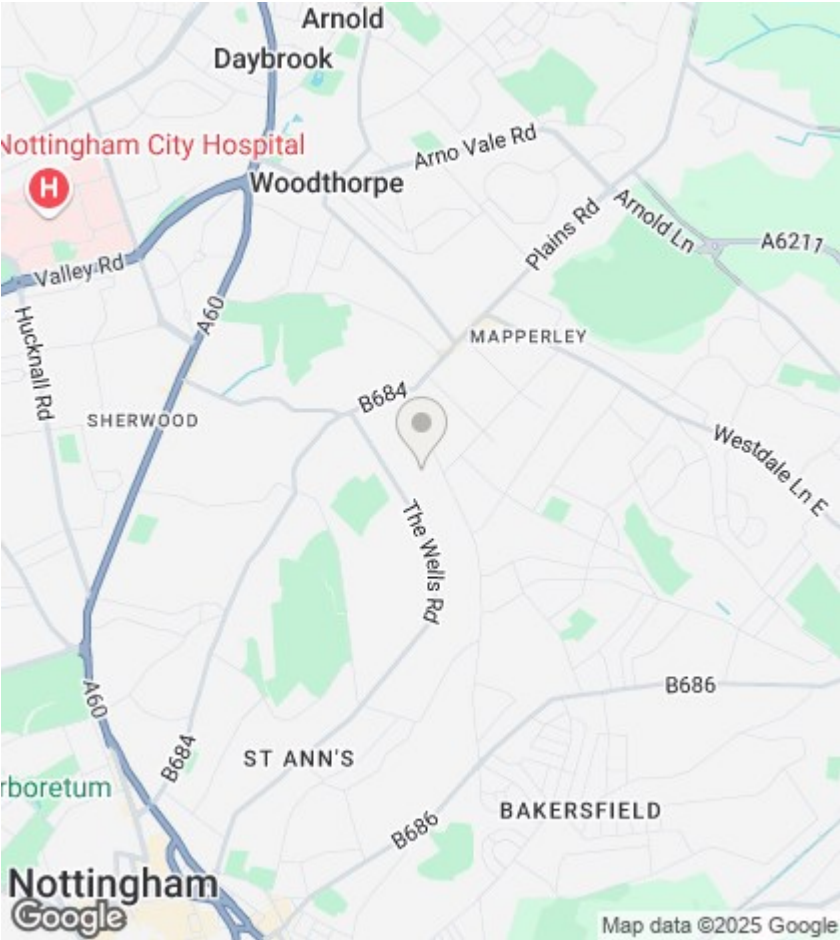 Arnold
Daybrook
Nottingham City Hospital
H
Arno Vale Rd
Woodthorpe
Plains Rd
Arnold Ln
A6211
Valley Rd
A60
Hucknall Rd
MAPPERLEY
B684
SHERWOOD
Westdale Ln E
The Wells Rd
B686
A60
B684
ST ANN'S
rboretum
BAKERSFIELD
B686
Nottingham
Google
Map data ©2025 Google